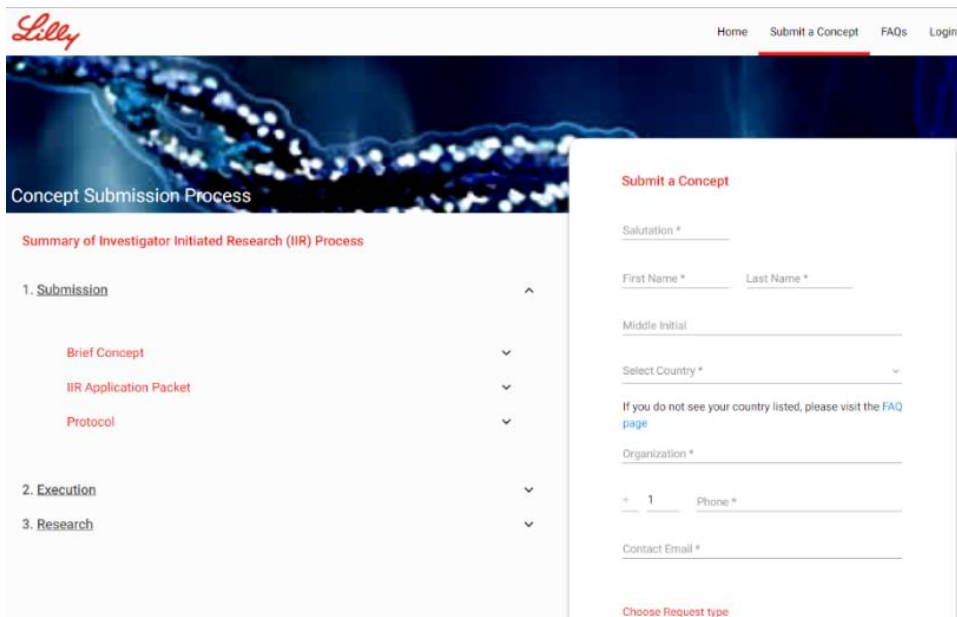 Lilly
Home Submit a Concept FAQs Login
Concept Submission Process
Summary of Investigator Initiated Research (IIR) Process
1. Submission
Brief Concept
IIR Application Packet
Protocol
2. Execution
3. Research
Submit a Concept
Salutation *
First Name * Last Name *
Middle Initial
Select Country *
If you do not see your country listed, please visit the FAQ
page
Organization *
+ 1 Phone *
Contact Email *
Choose Request type